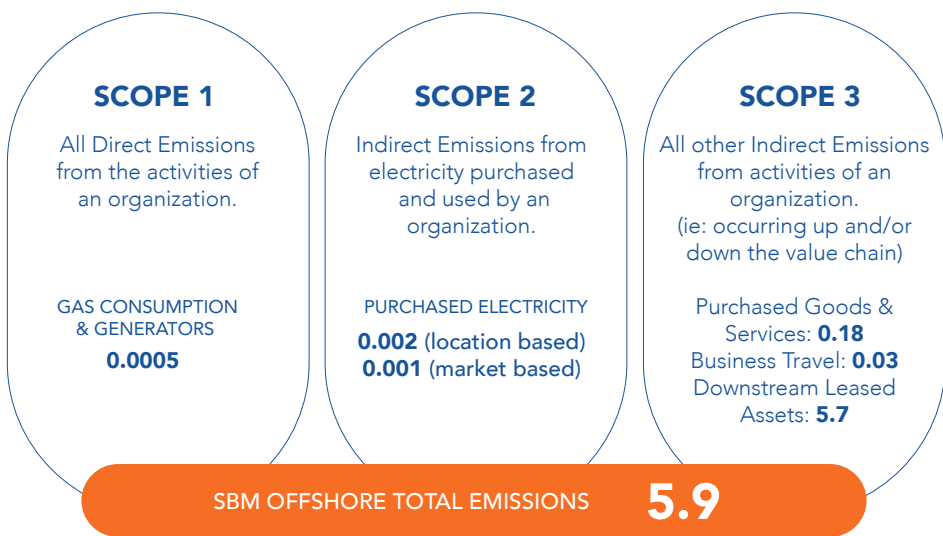 SCOPE 1
All Direct Emissions
from the activities of
an organization.
GAS CONSUMPTION
& GENERATORS
0.0005
SCOPE 2
Indirect Emissions from
electricity purchased
and used by an
organization.
PURCHASED ELECTRICITY
0.002 (location based)
0.001 (market based)
SCOPE 3
All other Indirect Emissions
from activities of an
organization.
(ie: occurring up and/or
down the value chain)
Purchased Goods &
Services: 0.18
Business Travel: 0.03
Downstream Leased
Assets: 5.7
SBM OFFSHORE TOTAL EMISSIONS 5.9